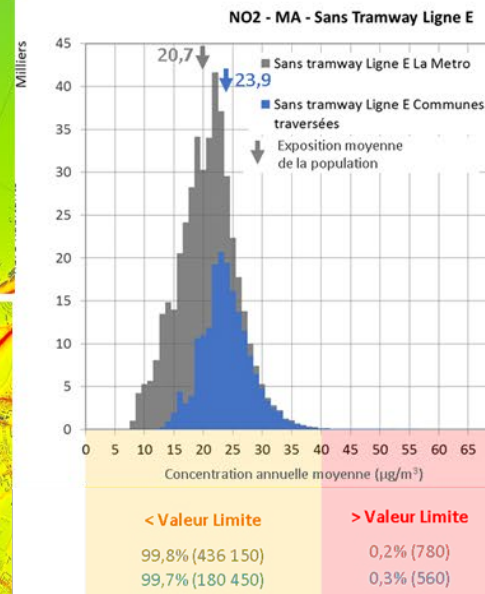 NO2 - MA - Sans Tramway Ligne E
Milliers
45
40
35
30
25
20
15
10
5
0
20,7
23,9
Sans tramway Ligne E La Metro
Sans tramway Ligne E Communes
traversées
Exposition moyenne
de la population
0 5 10 15 20 25 30 35 40 45 50 55 60 65
Concentration annuelle moyenne (µg/m³)
< Valeur Limite > Valeur Limite
99,8% (436 150) 0,2% (780)
99,7% (180 450) 0,3% (560)